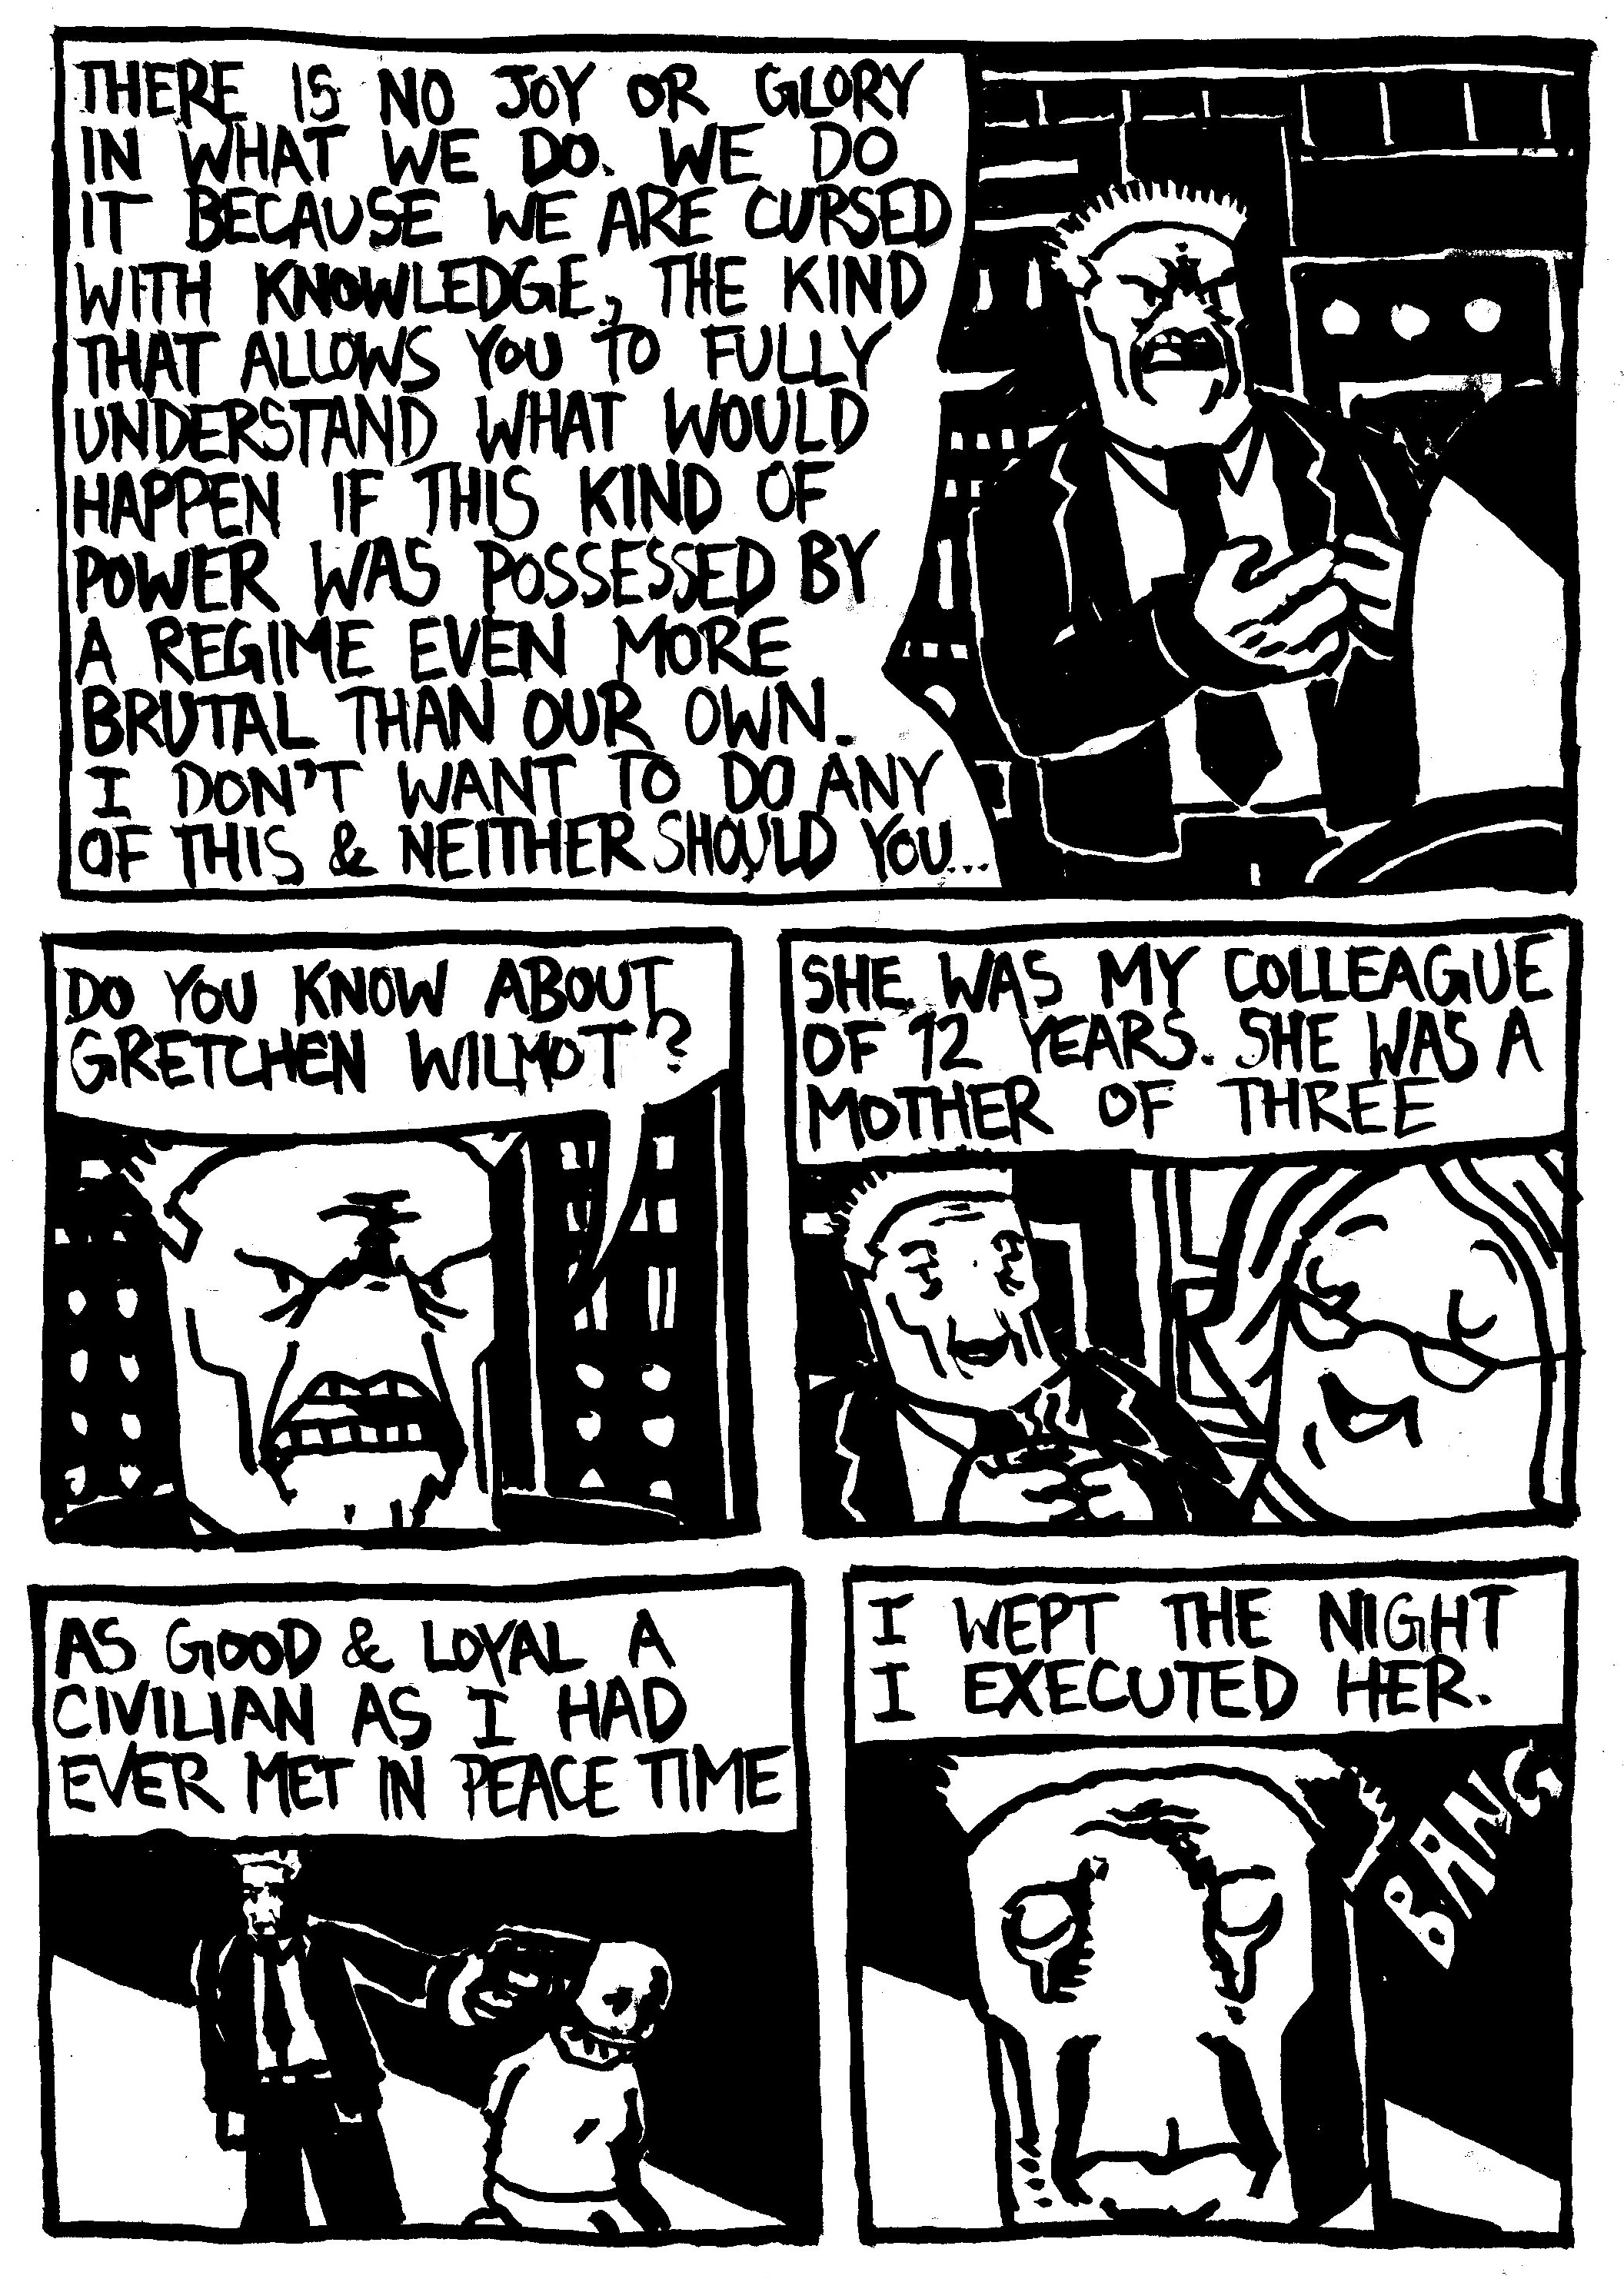 THERE IS NO JOY OR GLORY
IN WHAT WE DO. WE DO
IT BECAUSE WE ARE CURSED
WITH KNOWLEDGE, THE KIND
THAT ALLOWS YOU TO FULLY
UNDERSTAND WHAT WOULD
HAPPEN IF THIS KIND OF
POWER WAS POSSESSED BY
A REGIME EVEN MORE
BRUTAL THAN OUR OWN.
I DON'T WANT TO DO ANY
OF THIS & NEITHER SHOULD YOU...
DO YOU KNOW ABOUT
GRETCHEN WILMOT?
SHE WAS MY COLLEAGUE
OF 12 YEARS. SHE WAS A
MOTHER OF THREE
AS GOOD & LOYAL A
CIVILIAN AS I HAD
EVER MET IN PEACE TIME
I WEPT THE NIGHT
I EXECUTED HER.
BANG